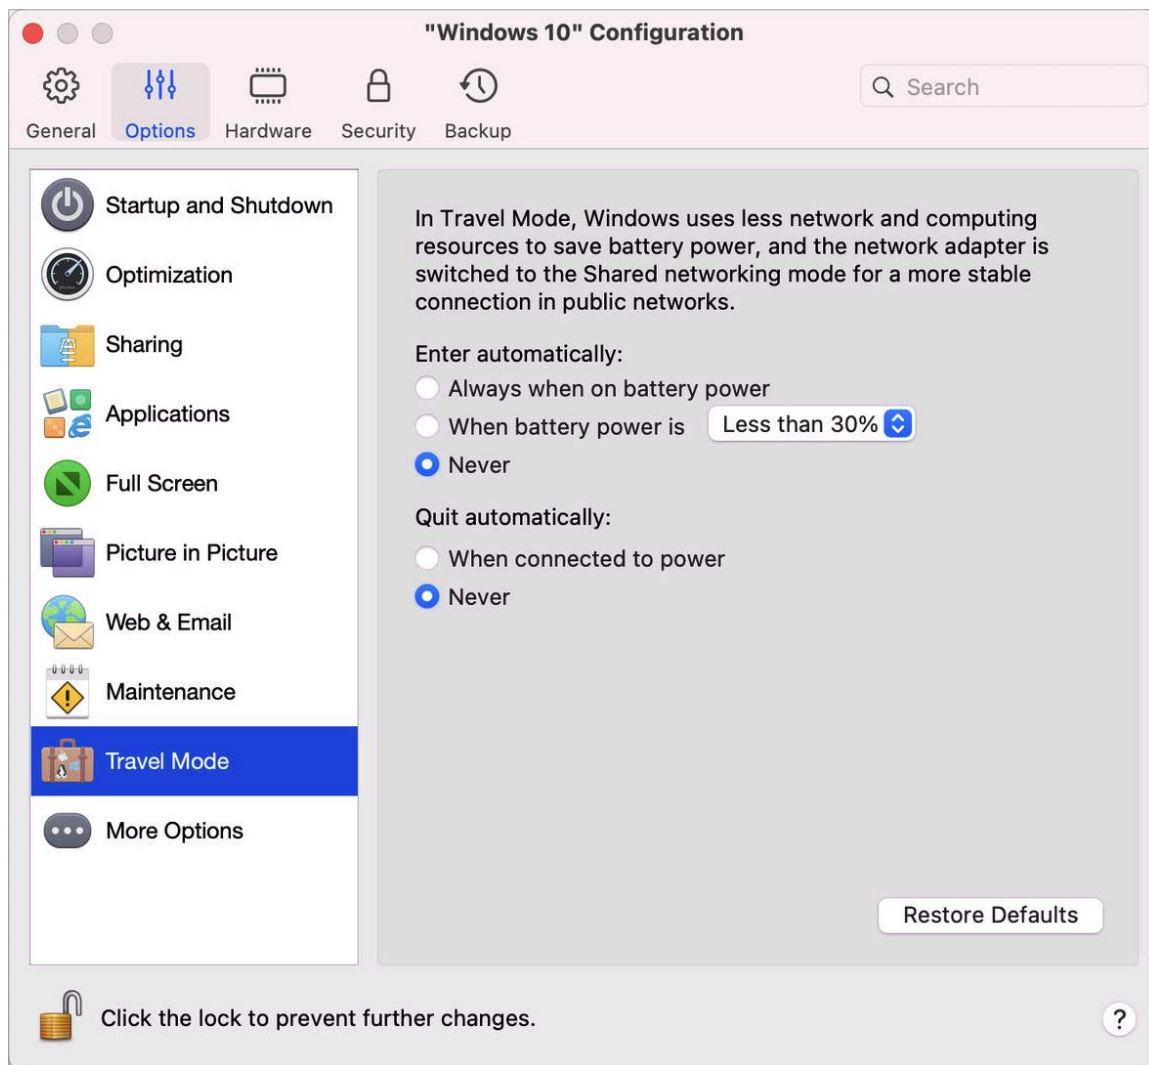 "Windows 10" Configuration
General
Options
Hardware
Security
Backup
Search
Startup and Shutdown
Optimization
Sharing
Applications
Full Screen
Picture in Picture
Web & Email
Maintenance
Travel Mode
More Options
In Travel Mode, Windows uses less network and computing
resources to save battery power, and the network adapter is
switched to the Shared networking mode for a more stable
connection in public networks.
Enter automatically:
Always when on battery power
When battery power is Less than 30%
Never
Quit automatically:
When connected to power
Never
Restore Defaults
Click the lock to prevent further changes.
?